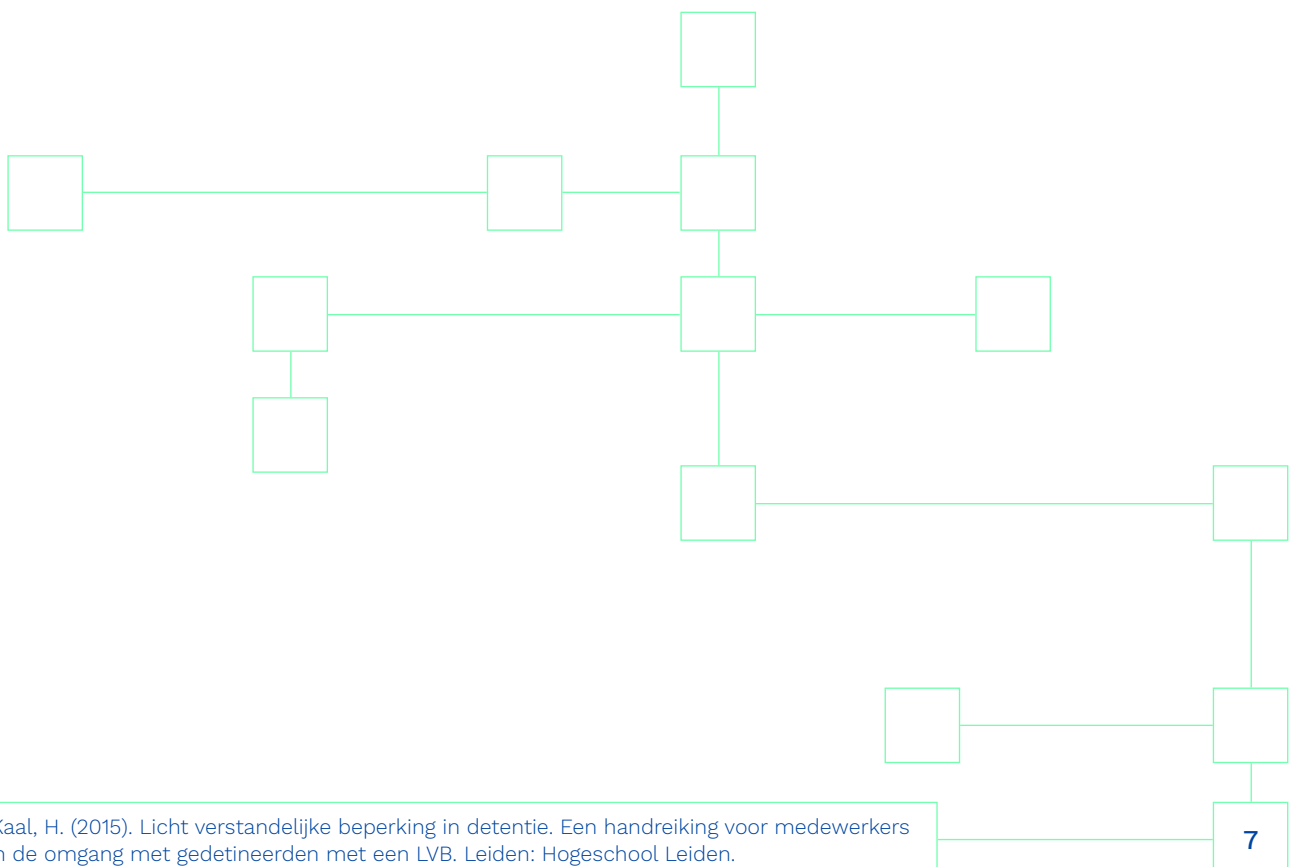 Kaal, H. (2015). Licht verstandelijke beperking in detentie. Een handreiking voor medewerkers
n de omgang met gedetineerden met een LVB. Leiden: Hogeschool Leiden.
7